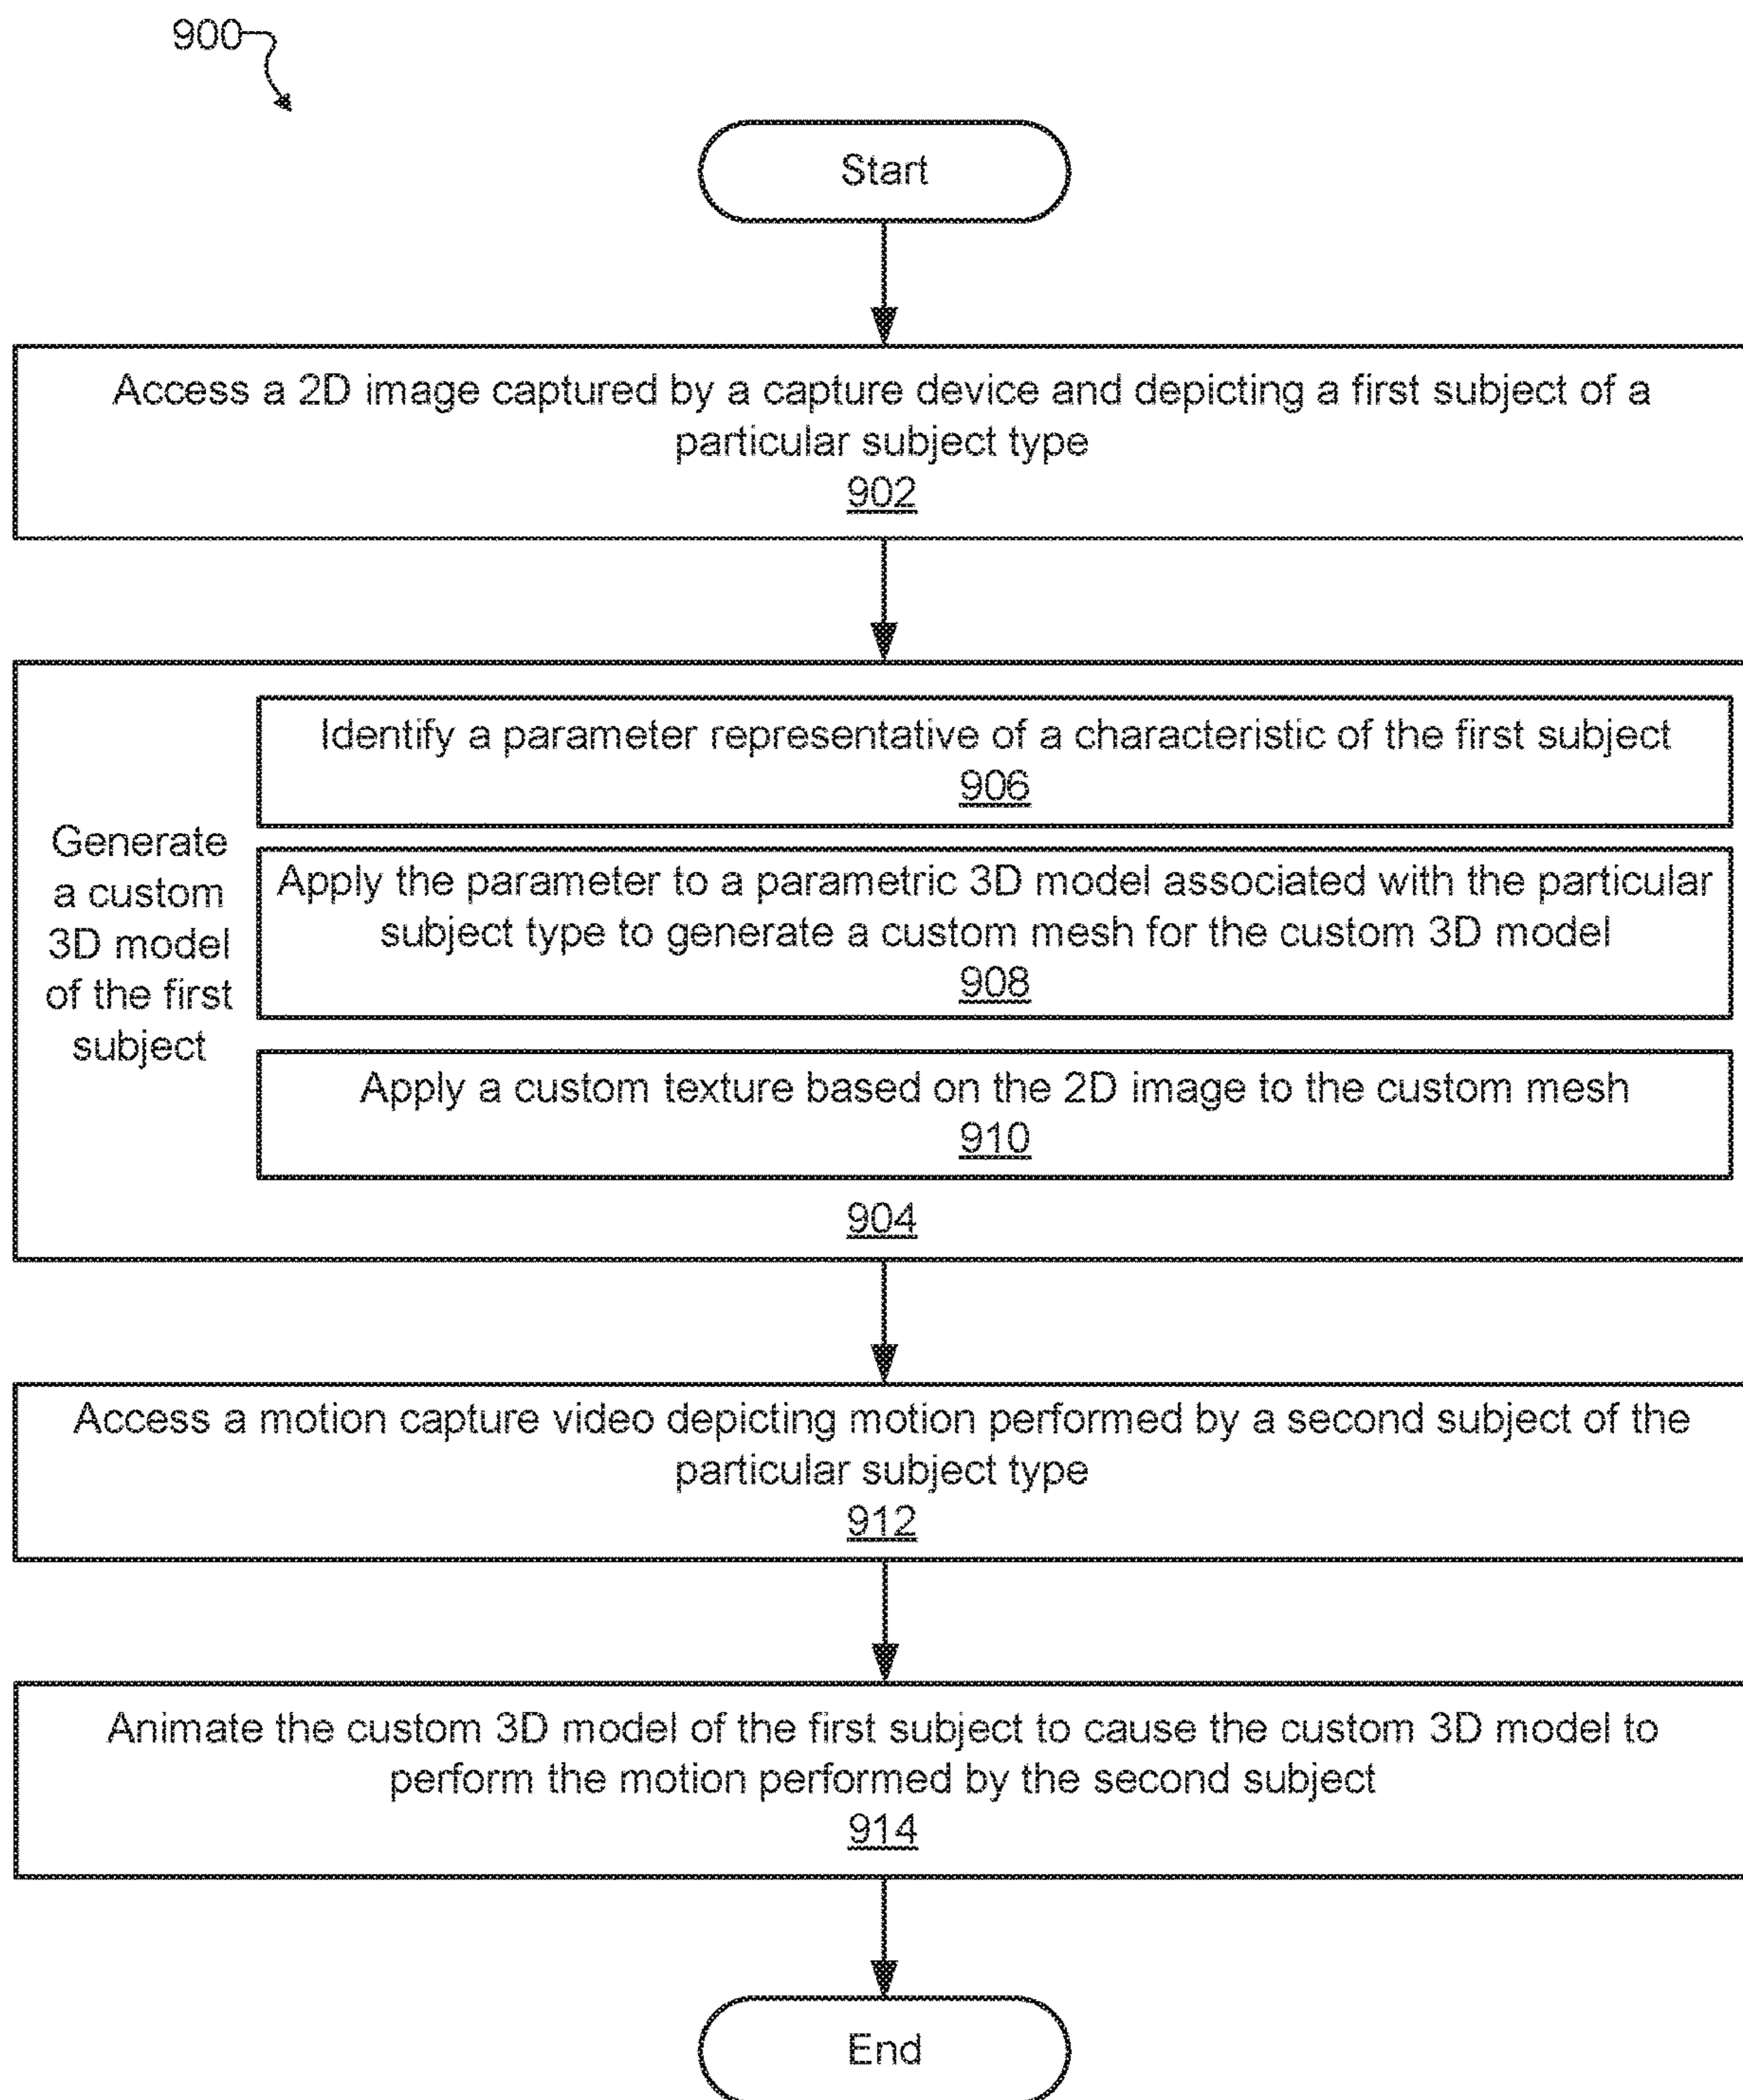 900
Start
Access a 2D image captured by a capture device and depicting a first subject of a
particular subject type
902
Generate
a custom
3D model
of the first
subject
Identify a parameter representative of a characteristic of the first subject
906
Apply the parameter to a parametric 3D model associated with the particular
subject type to generate a custom mesh for the custom 3D model
908
Apply a custom texture based on the 2D image to the custom mesh
910
904
Access a motion capture video depicting motion performed by a second subject of the
particular subject type
912
Animate the custom 3D model of the first subject to cause the custom 3D model to
perform the motion performed by the second subject
914
End